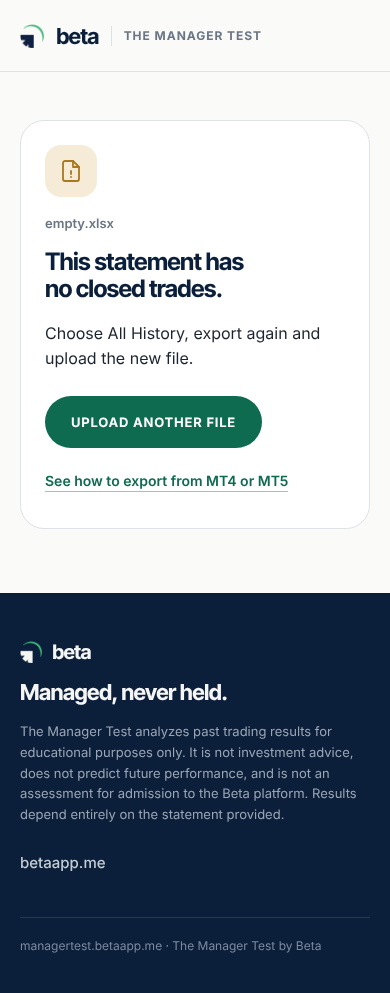 beta THE MANAGER TEST
empty.xlsx
This statement has
no closed trades.
Choose All History, export again and
upload the new file.
UPLOAD ANOTHER FILE
See how to export from MT4 or MT5
beta
Managed, never held.
The Manager Test analyzes past trading results for
educational purposes only. It is not investment advice,
does not predict future performance, and is not an
assessment for admission to the Beta platform. Results
depend entirely on the statement provided.
betaapp.me
managertest.betaapp.me · The Manager Test by Beta